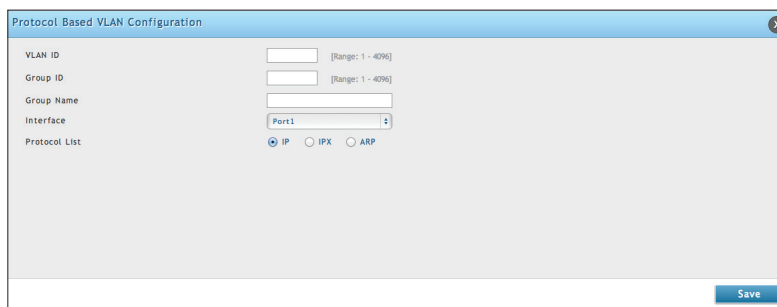 Protocol Based VLAN Configuration
VLAN ID [Range: 1 - 4096]
Group ID [Range: 1 - 4096]
Group Name
Interface Port1
Protocol List IP IPX ARP
Save